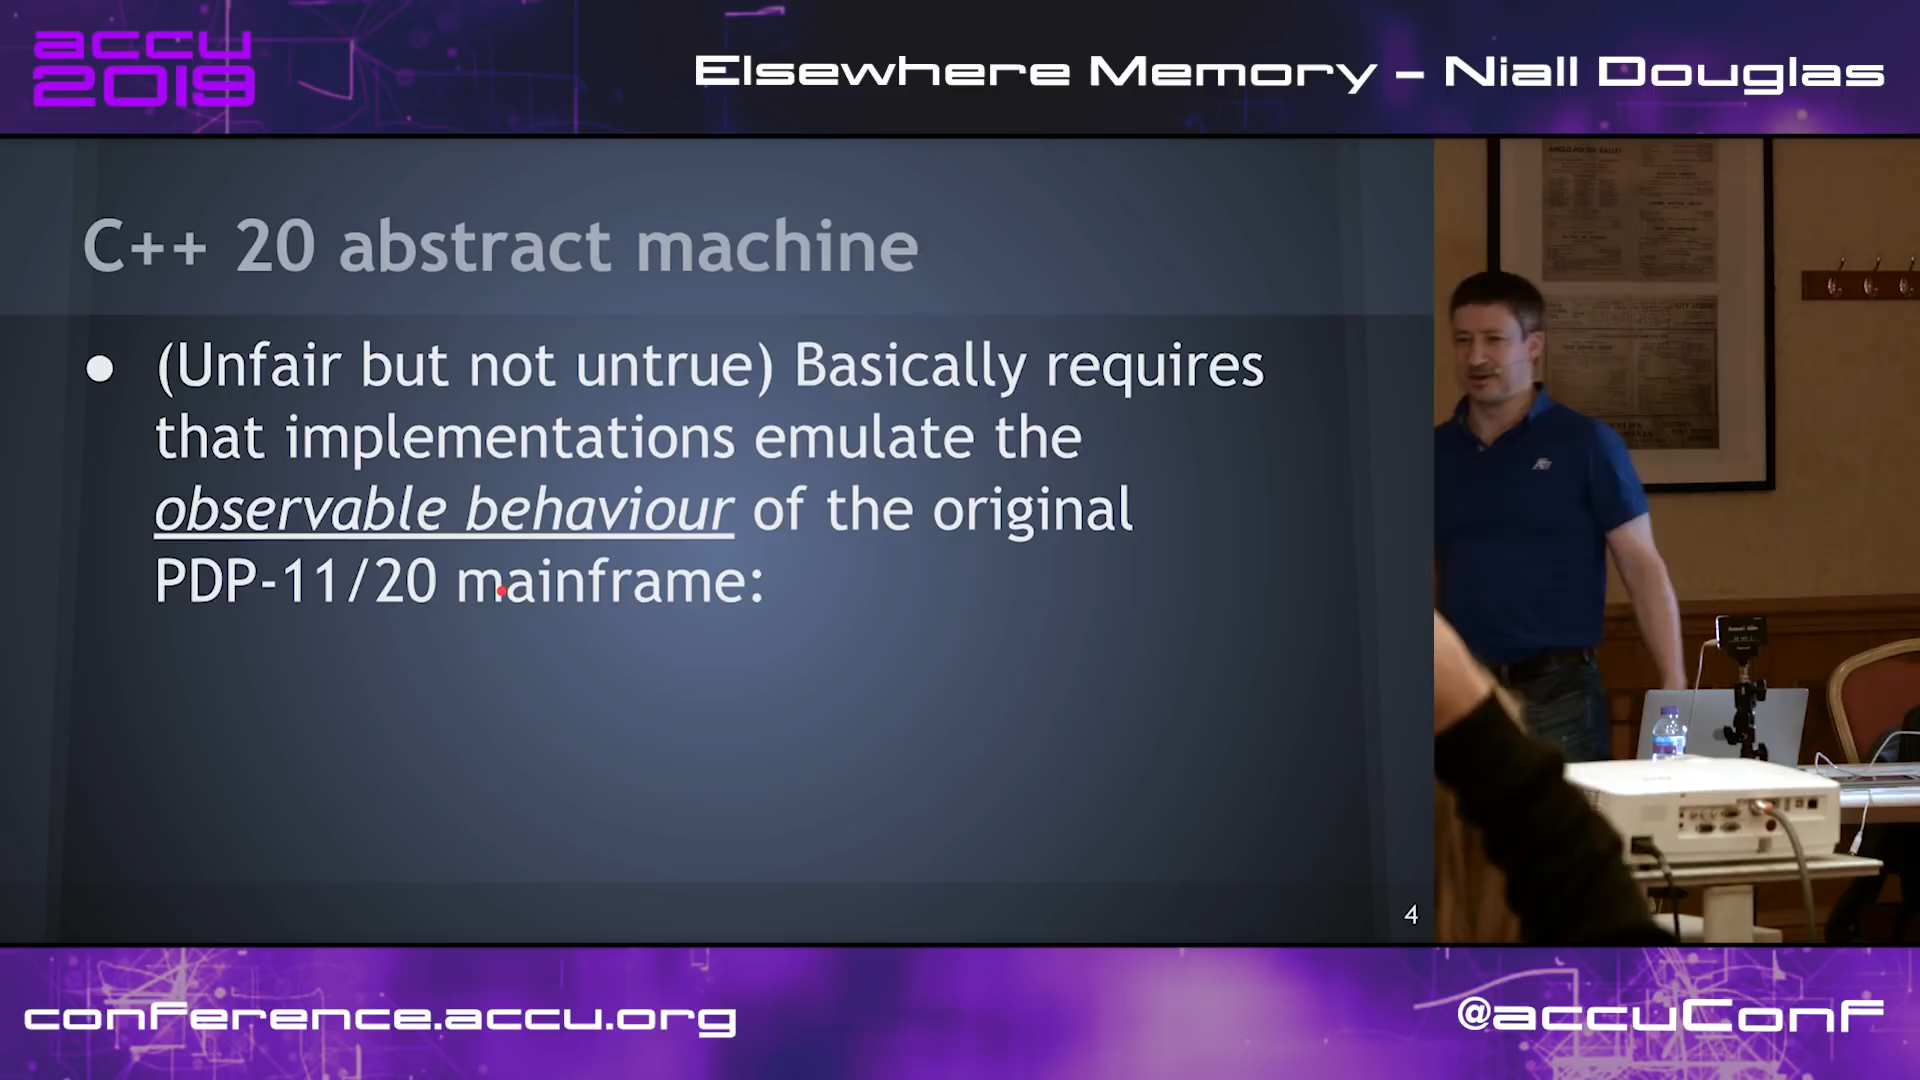 accu
2019
Elsewhere Memory – Niall Douglas
C++ 20 abstract machine
● (Unfair but not untrue) Basically requires
that implementations emulate the
observable behaviour of the original
PDP-11/20 mainframe:
4
conference.accu.org
@accuConf